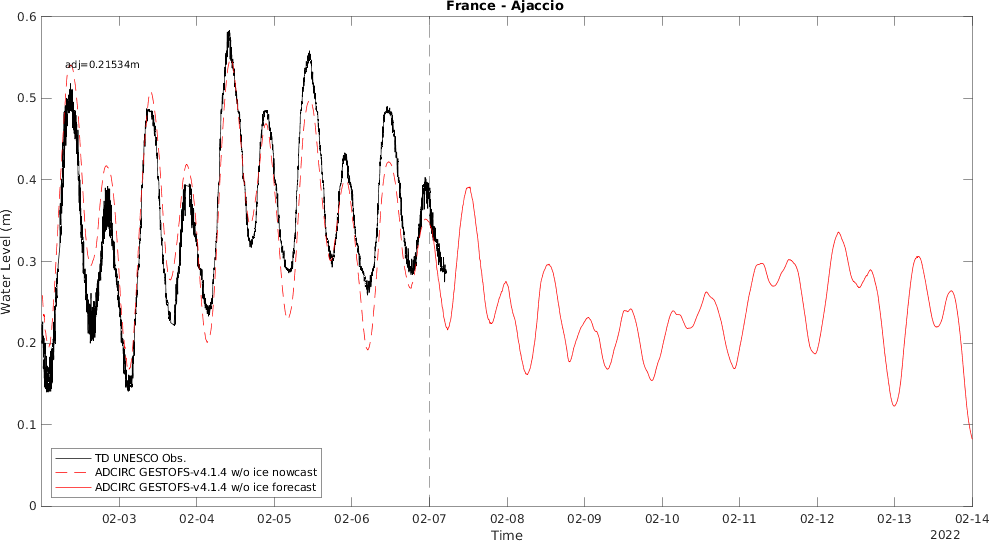 France - Ajaccio
adj=0.21534m
0.6
0.5
0.4
0.3
0.2
0.1
0
Water Level (m)
TD UNESCO Obs.
ADCIRC GESTOFS-v4.1.4 w/o ice nowcast
ADCIRC GESTOFS-v4.1.4 w/o ice forecast
02-03 02-04 02-05 02-06 02-07 02-08 02-09 02-10 02-11 02-12 02-13 02-14
Time
2022